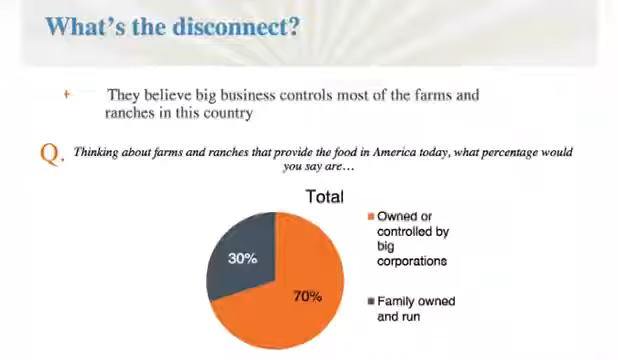 What's the disconnect?
+ They believe big business controls most of the farms and
ranches in this country
Q. Thinking about farms and ranches that provide the food in America today, what percentage would
you say are…
Total
Owned or
controlled by
big
corporations
30%
70%
Family owned
and run